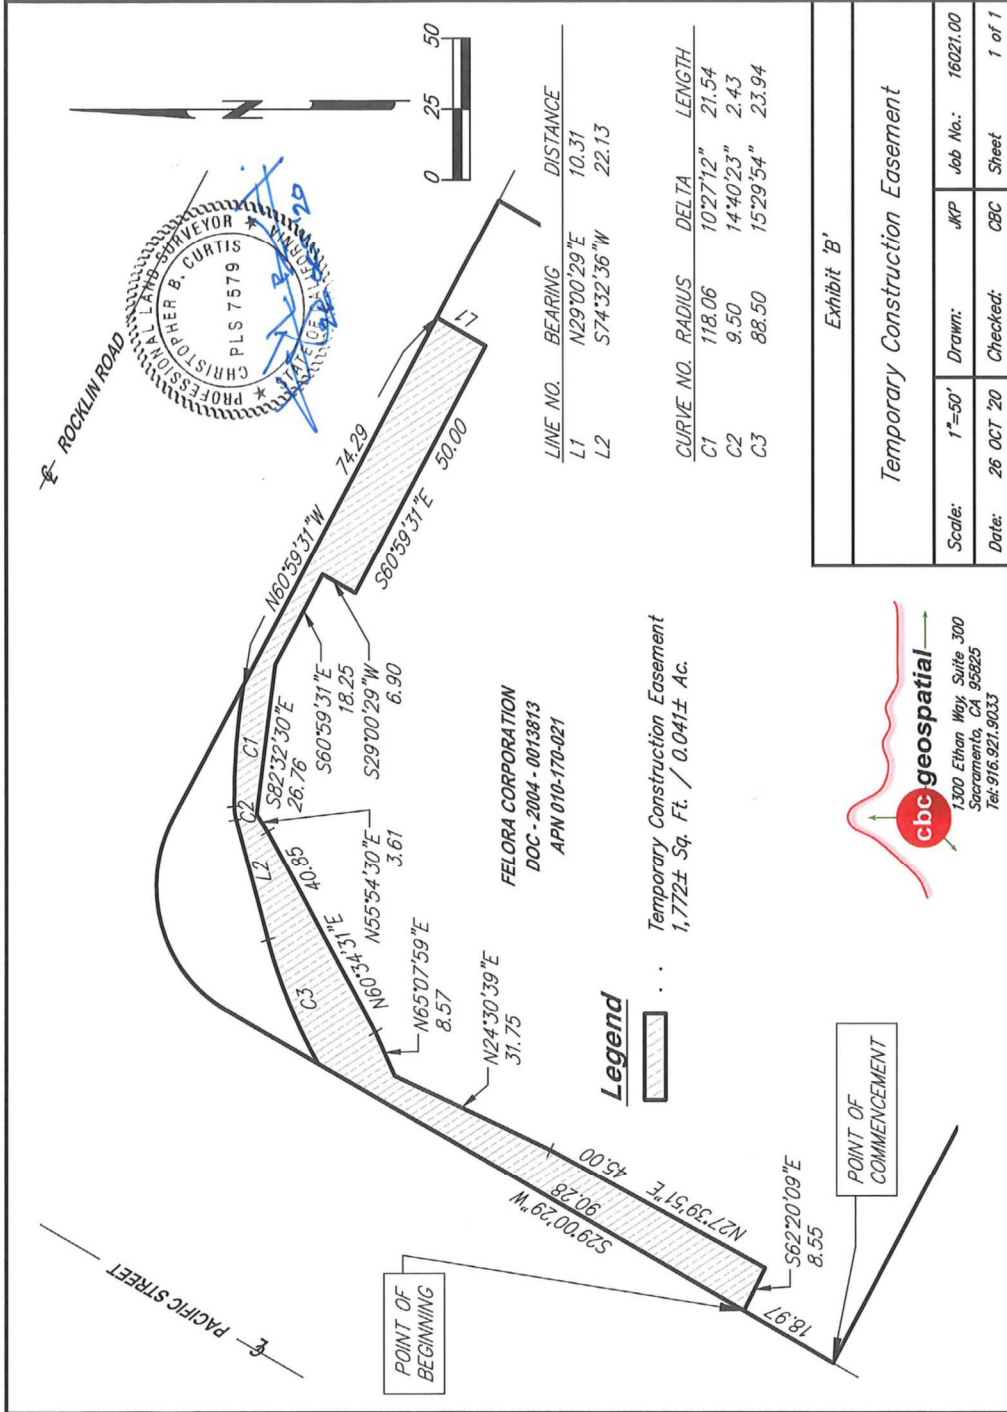 ℄ PACIFIC STREET
℄ ROCKLIN ROAD
PROFESSIONAL LAND SURVEYOR
CHRISTOPHER B. CURTIS
PLS 7579
STATE OF CALIFORNIA
N
0 25 50
N60°59'31"W
74.29
L1
50.00
S60°59'31"E
C1
C2
L2
C3
S82°32'30"E
26.76
S60°59'31"E
18.25
S29°00'29"W
6.90
N55°54'30"E
3.61
40.85
N60°34'31"E
N65°07'59"E
8.57
N24°30'39"E
31.75
S29°00'29"W
90.28
45.00
N27°39'51"E
S62°20'09"E
8.55
18.97
POINT OF
BEGINNING
POINT OF
COMMENCEMENT
FELORA CORPORATION
DOC - 2004 - 0013813
APN 010-170-021
Legend
Temporary Construction Easement
1,772± Sq. Ft. / 0.041± Ac.
LINE NO. BEARING DISTANCE
L1 N29°00'29"E 10.31
L2 S74°32'36"W 22.13
CURVE NO. RADIUS DELTA LENGTH
C1 118.06 10°27'12" 21.54
C2 9.50 14°40'23" 2.43
C3 88.50 15°29'54" 23.94
cbc geospatial
1300 Ethan Way, Suite 300
Sacramento, CA 95825
Tel: 916.921.9033
Exhibit 'B'
Temporary Construction Easement
Scale: 1"=50' Drawn: JKP Job No.: 16021.00
Date: 26 OCT '20 Checked: CBC Sheet 1 of 1